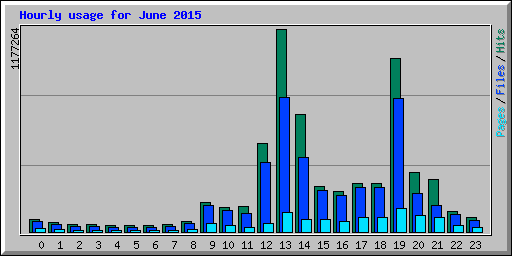 Hourly usage for June 2015
1177264
Pages/Files/Hits
0 1 2 3 4 5 6 7 8 9 10 11 12 13 14 15 16 17 18 19 20 21 22 23